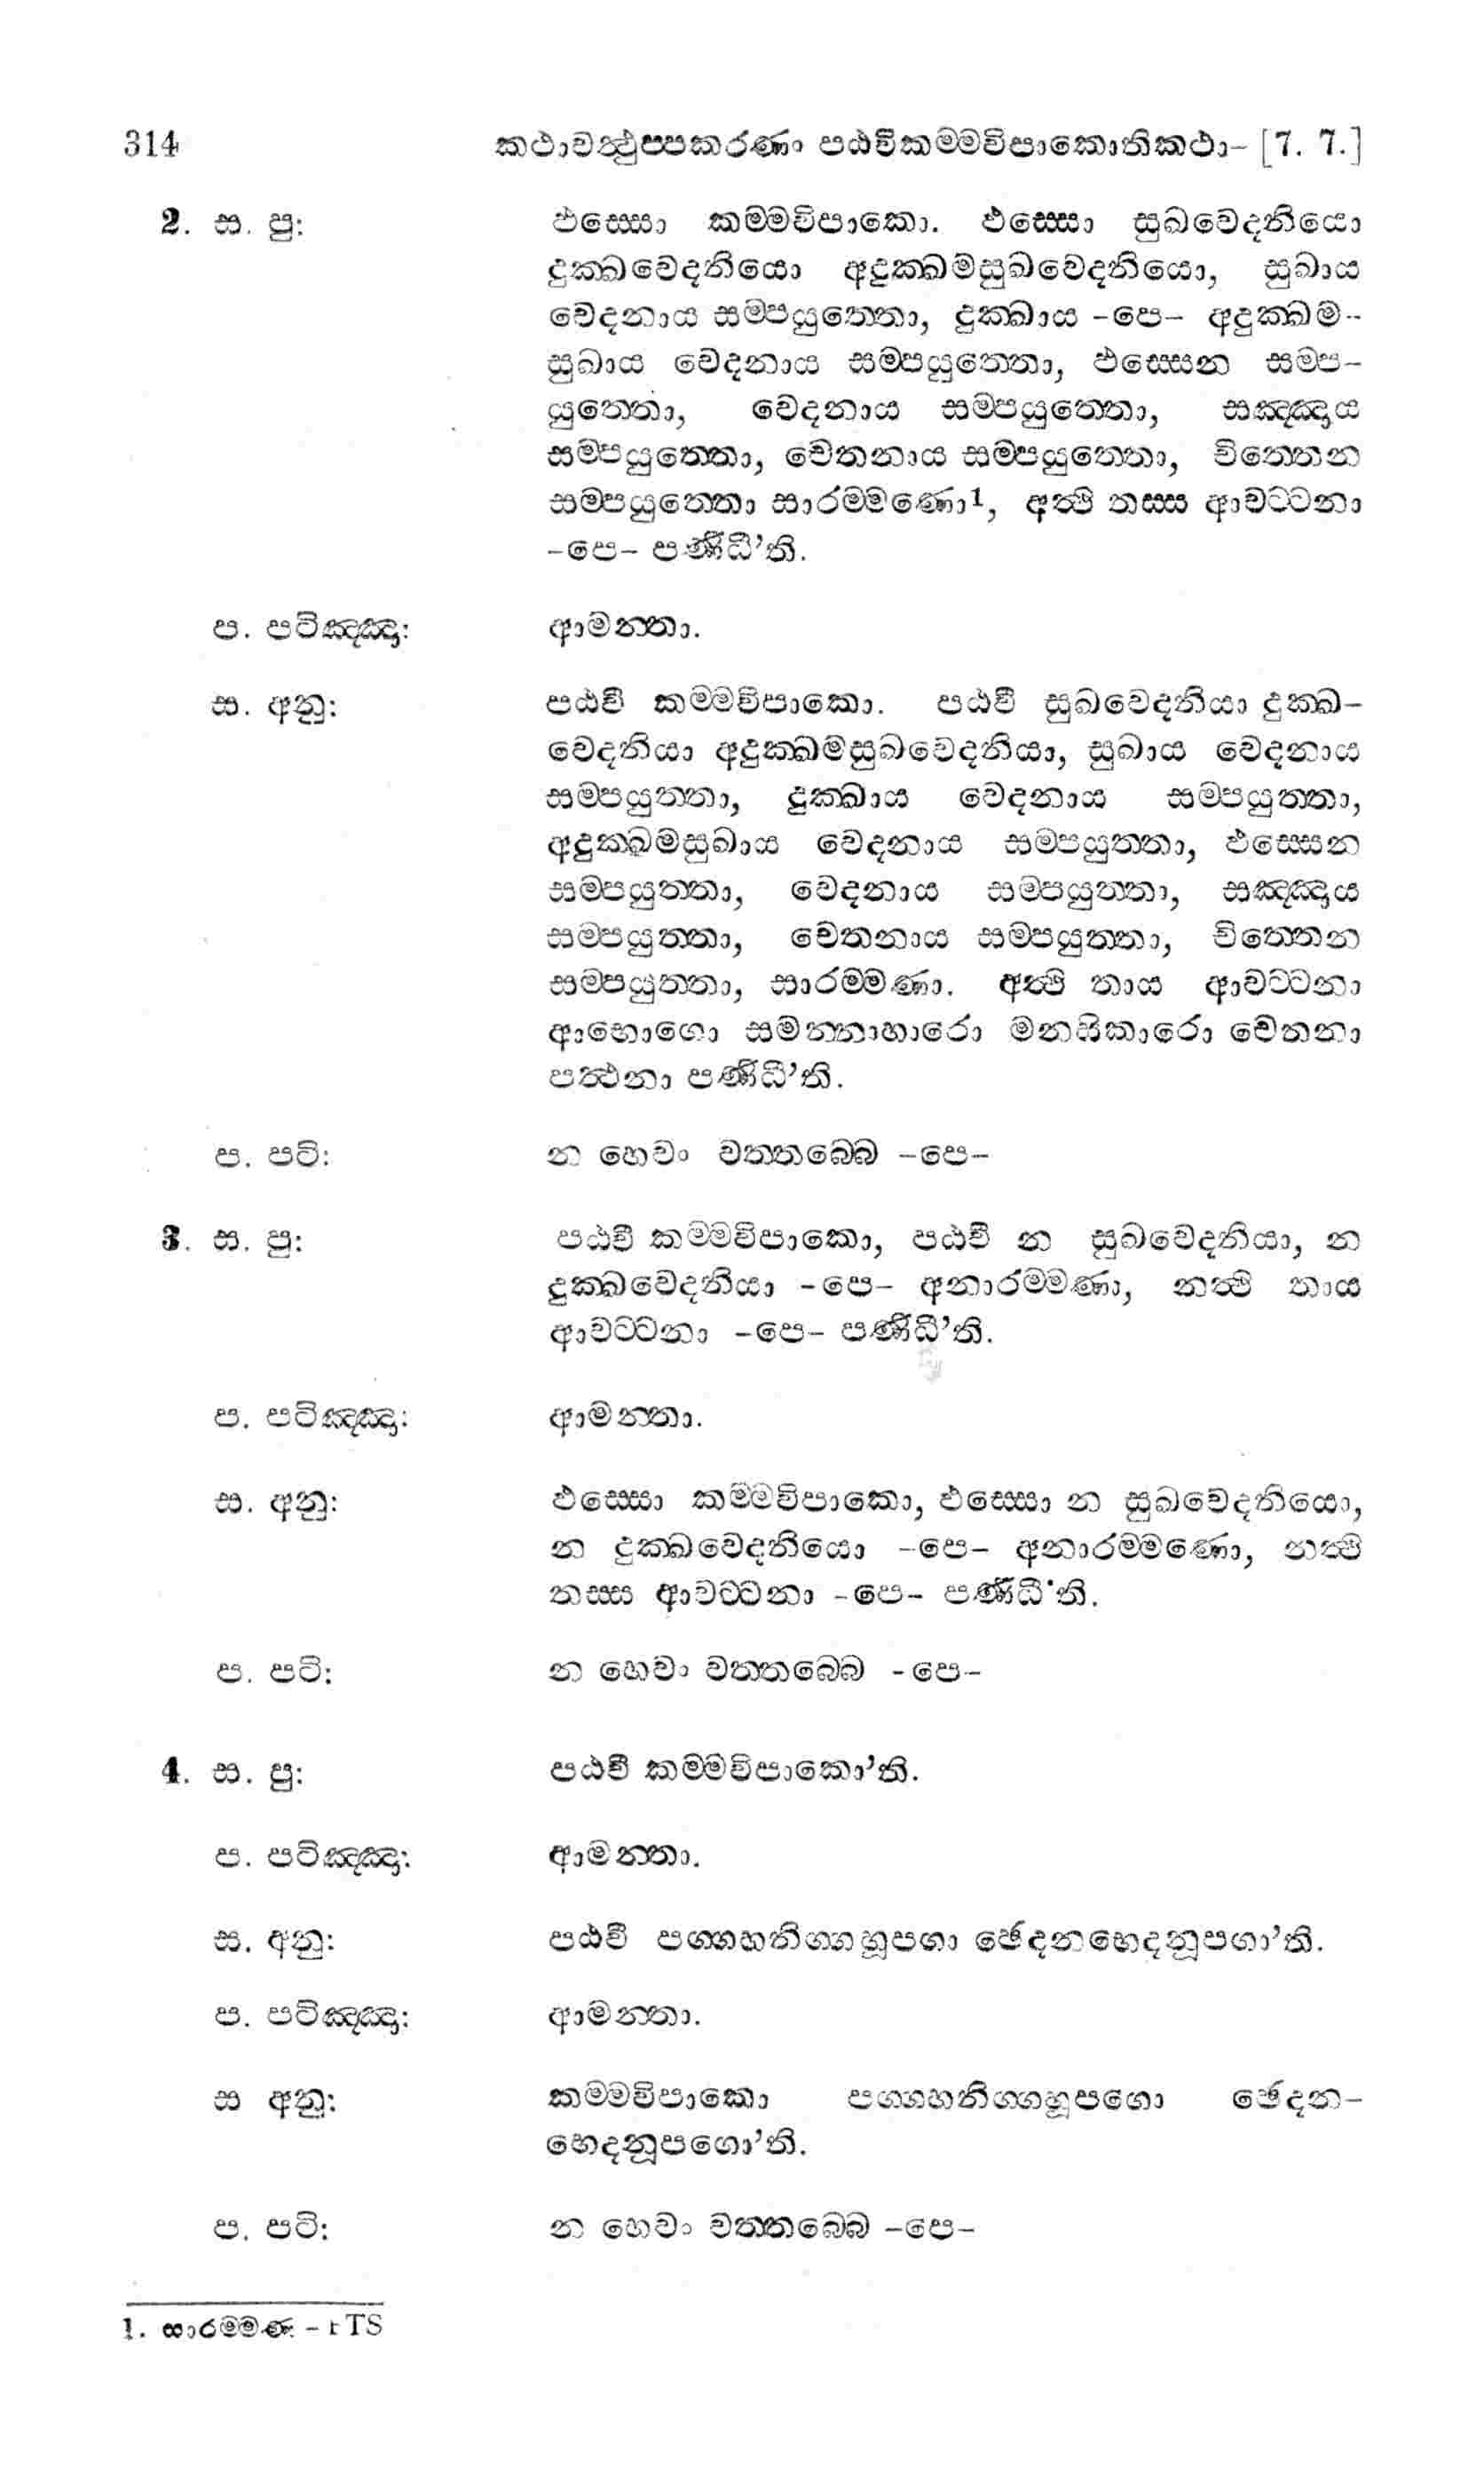 314 කථාවත්ථුප්පකරණං පඨවීකම්මවිපාකොතිකථා– [7. 7.]
2. ස. පු: ඵස්සො කම්මවිපාකො. ඵස්සො සුඛවෙදනියො
දුක්ඛවෙදනියො අදුක්ඛමසුඛවෙදනියො, සුඛාය
වෙදනාය සම්පයුත්තො, දුක්ඛාය –පෙ– අදුක්ඛම–
සුඛාය වෙදනාය සම්පයුත්තො, ඵස්සෙන සම්ප–
යුත්තො, වෙදනාය සම්පයුත්තො, සඤ්ඤාය
සම්පයුත්තො, චෙතනාය සම්පයුත්තො, චිත්තෙන
සම්පයුත්තො සාරම්මණො1, අත්ථි තස්ස ආවට්ටනා
–පෙ– පණිධී’ති.
ප. පටිඤ්ඤා: ආමන්තා.
ස. අනු: පඨවී කම්මවිපාකො. පඨවී සුඛවෙදනියා දුක්ඛ–
වෙදනියා අදුක්ඛමසුඛවෙදනියා, සුඛාය වෙදනාය
සම්පයුත්තා, දුක්ඛාය වෙදනාය සම්පයුත්තා,
අදුක්ඛමසුඛාය වෙදනාය සම්පයුත්තා, ඵස්සෙන
සම්පයුත්තා, වෙදනාය සම්පයුත්තා, සඤ්ඤාය
සම්පයුත්තා, චෙතනාය සම්පයුත්තා, චිත්තෙන
සම්පයුත්තා, සාරම්මණා. අත්ථි තාය ආවට්ටනා
ආභොගො සමන්නාහාරො මනසිකාරො චෙතනා
පත්ථනා පණිධී’ති.
ප. පටි: න හෙවං වත්තබ්බෙ –පෙ–
3. ස. පු: පඨවී කම්මවිපාකො, පඨවී න සුඛවෙදනියා, න
දුක්ඛවෙදනියා –පෙ– අනාරම්මණා, නත්ථි තාය
ආවට්ටනා –පෙ– පණිධී’ති.
ප. පටිඤ්ඤා: ආමන්තා.
ස. අනු: ඵස්සො කම්මවිපාකො, ඵස්සො න සුඛවෙදනියො,
න දුක්ඛවෙදනියො –පෙ– අනාරම්මණො, නත්ථි
තස්ස ආවට්ටනා –පෙ– පණිධී’ති.
ප. පටි: න හෙවං වත්තබ්බෙ –පෙ–
4. ස. පු: පඨවී කම්මවිපාකො’ති.
ප. පටිඤ්ඤා: ආමන්තා.
ස. අනු: පඨවී පග්ගහනිග්ගහූපගා ඡෙදනභෙදනූපගා’ති.
ප. පටිඤ්ඤා: ආමන්තා.
ස අනු: කම්මවිපාකො පග්ගහනිග්ගහූපගො ඡෙදන–
භෙදනූපගො’ති.
ප. පටි: න හෙවං වත්තබ්බෙ –පෙ–
1. සාරම්මණ – TS